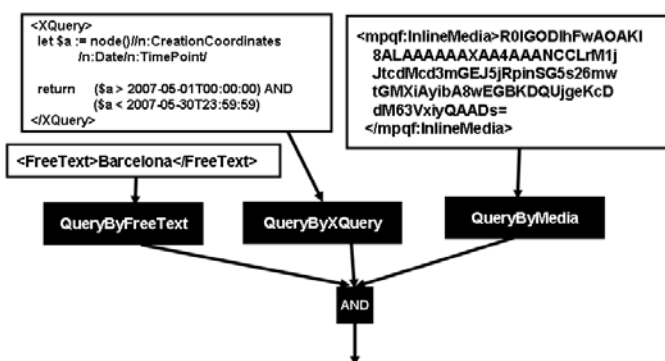 <XQuery>
let $a := node()//n:CreationCoordinates
/n:Date/n:TimePoint/
return ($a > 2007-05-01T00:00:00) AND
($a < 2007-05-30T23:59:59)
</XQuery>
<mpqf:InlineMedia>R0lGODlhFwAOAKl
8ALAAAAAAXAA4AAANCCLrM1j
JtcdMcd3mGEJ5jRpinSG5s26mw
tGMXiAyibA8wEGBKDQUjgeKcD
dM63VxiyQAADs=
</mpqf:InlineMedia>
<FreeText>Barcelona</FreeText>
QueryByFreeText
QueryByXQuery
QueryByMedia
AND